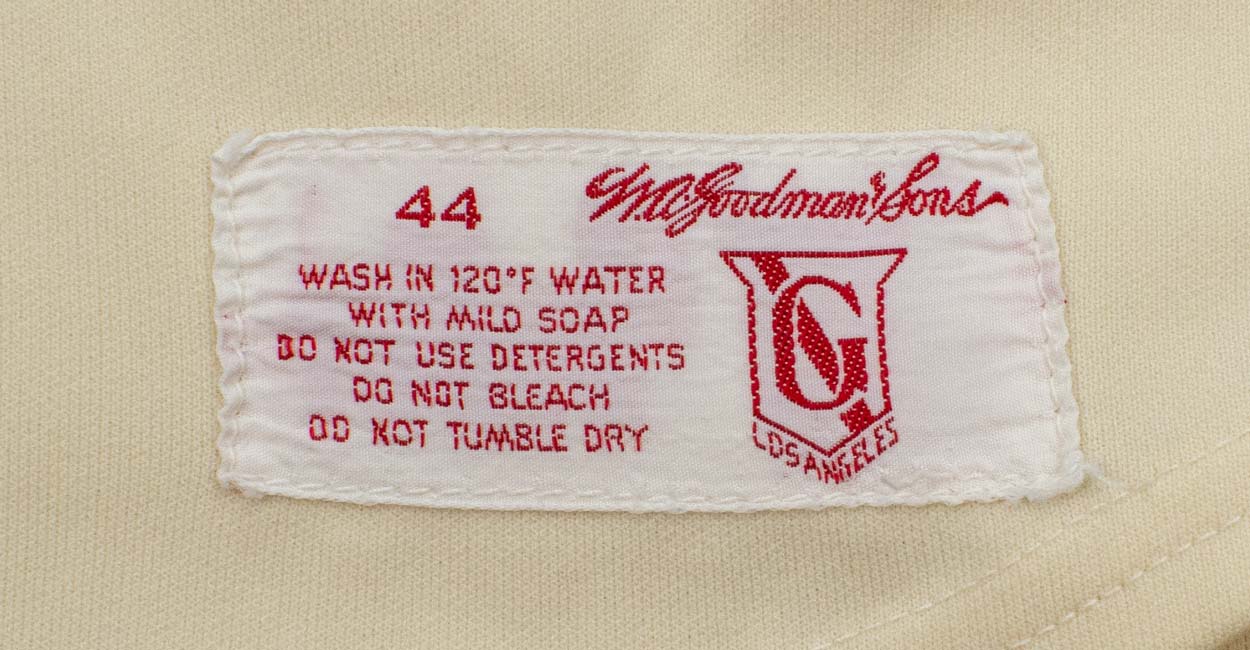 44
Wm. Goodman & Sons
WASH IN 120°F WATER
WITH MILD SOAP
DO NOT USE DETERGENTS
DO NOT BLEACH
DO NOT TUMBLE DRY
G
LOS ANGELES